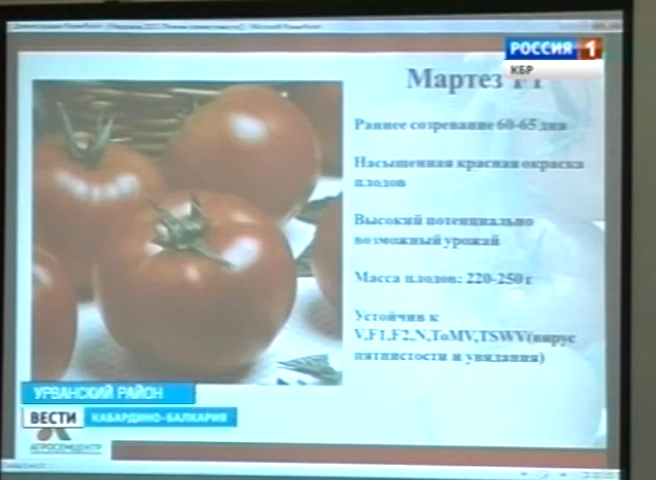 РОССИЯ 1
КБР
Мартез F1
Раннее созревание 60-65 дня
Насыщенная красная окраска
плодов
Высокий потенциально
возможный урожай
Масса плодов: 220-250 г
Устойчив к
V,F1,F2,N,ToMV,TSWV(вирус
пятнистости и увядания)
УРВАНСКИЙ РАЙОН
ВЕСТИ КАБАРДИНО-БАЛКАРИЯ
АГРОСЕМЦЕНТР